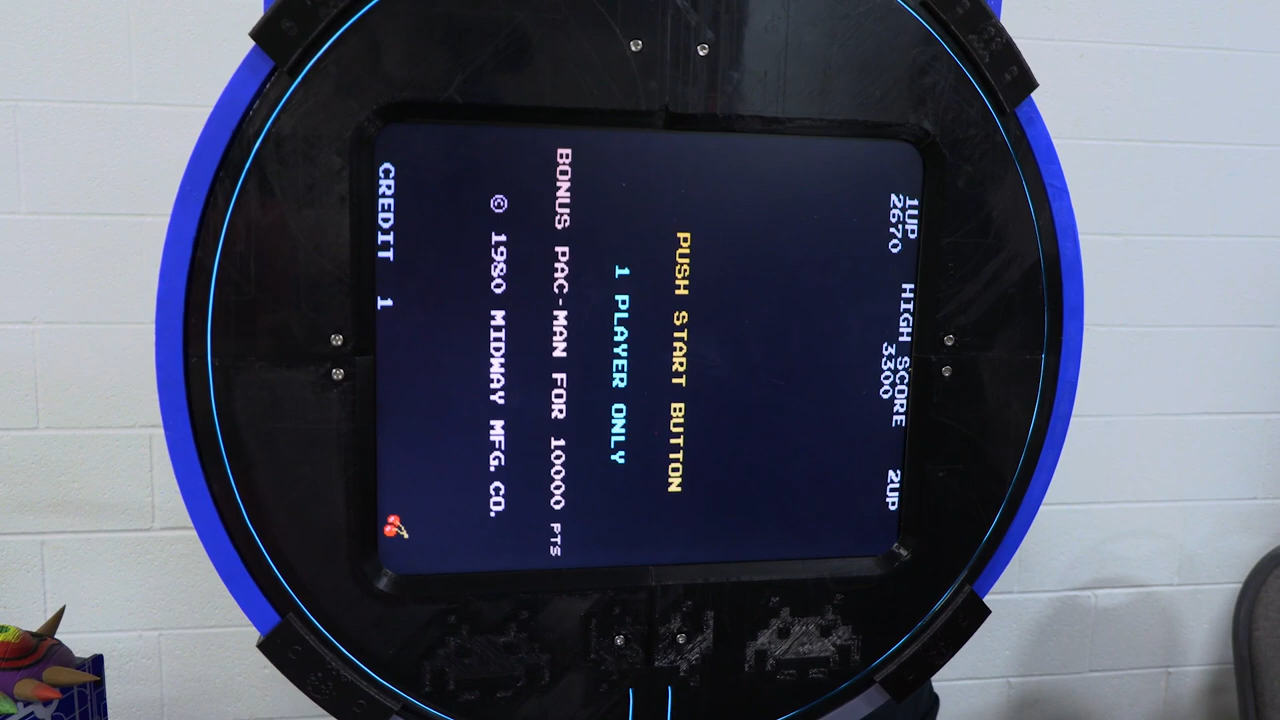 1UP HIGH SCORE 2UP
2670 3300
PUSH START BUTTON
1 PLAYER ONLY
BONUS PAC-MAN FOR 10000 PTS
© 1980 MIDWAY MFG. CO.
CREDIT 1